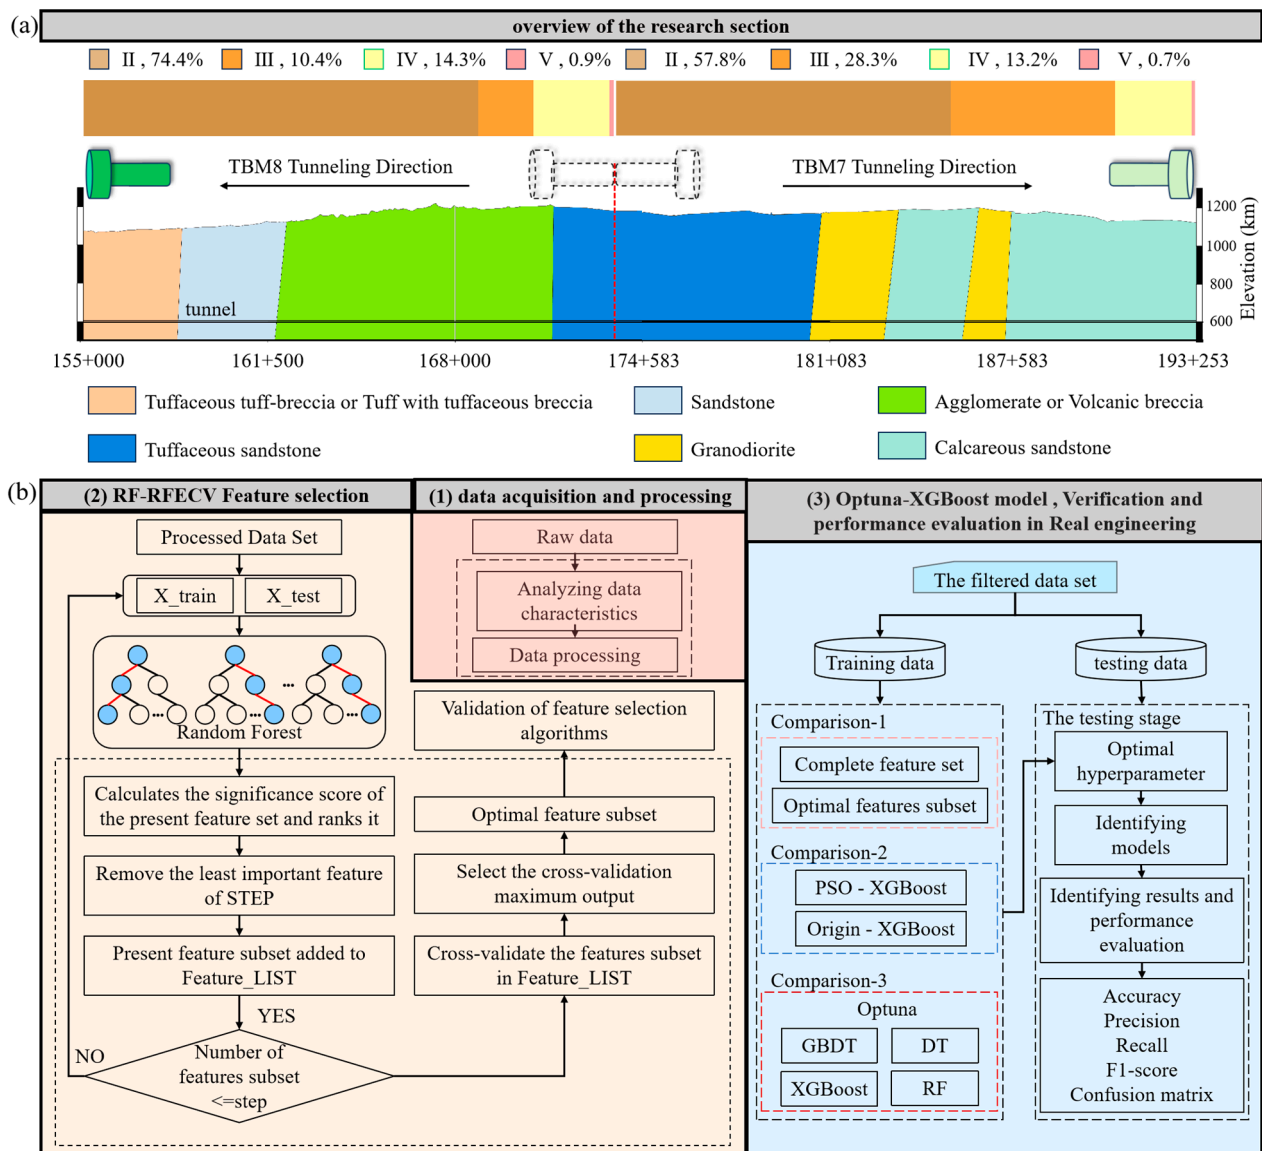 (a)
overview of the research section
II , 74.4% III , 10.4% IV , 14.3% V , 0.9% II , 57.8% III , 28.3% IV , 13.2% V , 0.7%
TBM8 Tunneling Direction
TBM7 Tunneling Direction
1200
1000
800
600
Elevation (km)
tunnel
155+000 161+500 168+000 174+583 181+083 187+583 193+253
Tuffaceous tuff-breccia or Tuff with tuffaceous breccia
Sandstone
Agglomerate or Volcanic breccia
Tuffaceous sandstone
Granodiorite
Calcareous sandstone
(b)
(2) RF-RFECV Feature selection
Processed Data Set
X_train
X_test
...
...
...
...
Random Forest
Calculates the significance score of
the present feature set and ranks it
Remove the least important feature
of STEP
Present feature subset added to
Feature_LIST
YES
NO
Number of
features subset
<=step
(1) data acquisition and processing
Raw data
Analyzing data
characteristics
Data processing
Validation of feature selection
algorithms
Optimal feature subset
Select the cross-validation
maximum output
Cross-validate the features subset
in Feature_LIST
(3) Optuna-XGBoost model , Verification and
performance evaluation in Real engineering
The filtered data set
Training data
testing data
Comparison-1
Complete feature set
Optimal features subset
Comparison-2
PSO - XGBoost
Origin - XGBoost
Comparison-3
Optuna
GBDT
DT
XGBoost
RF
The testing stage
Optimal
hyperparameter
Identifying
models
Identifying results and
performance
evaluation
Accuracy
Precision
Recall
F1-score
Confusion matrix